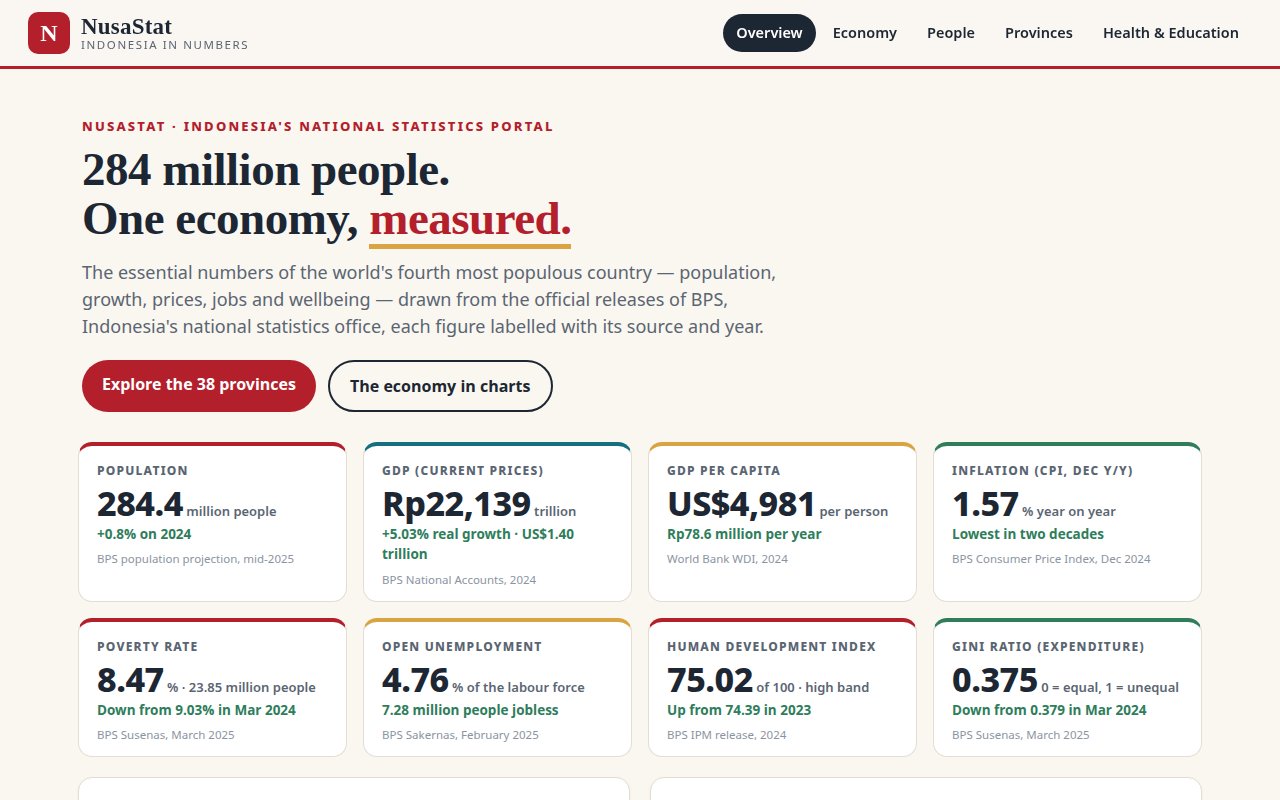 N
NusaStat
INDONESIA IN NUMBERS
Overview
Economy
People
Provinces
Health & Education
NUSASTAT · INDONESIA'S NATIONAL STATISTICS PORTAL
284 million people.
One economy, measured.
The essential numbers of the world's fourth most populous country — population,
growth, prices, jobs and wellbeing — drawn from the official releases of BPS,
Indonesia's national statistics office, each figure labelled with its source and year.
Explore the 38 provinces
The economy in charts
POPULATION
284.4 million people
+0.8% on 2024
BPS population projection, mid-2025
GDP (CURRENT PRICES)
Rp22,139 trillion
+5.03% real growth · US$1.40
trillion
BPS National Accounts, 2024
GDP PER CAPITA
US$4,981 per person
Rp78.6 million per year
World Bank WDI, 2024
INFLATION (CPI, DEC Y/Y)
1.57 % year on year
Lowest in two decades
BPS Consumer Price Index, Dec 2024
POVERTY RATE
8.47 % · 23.85 million people
Down from 9.03% in Mar 2024
BPS Susenas, March 2025
OPEN UNEMPLOYMENT
4.76 % of the labour force
7.28 million people jobless
BPS Sakernas, February 2025
HUMAN DEVELOPMENT INDEX
75.02 of 100 · high band
Up from 74.39 in 2023
BPS IPM release, 2024
GINI RATIO (EXPENDITURE)
0.375 0 = equal, 1 = unequal
Down from 0.379 in Mar 2024
BPS Susenas, March 2025